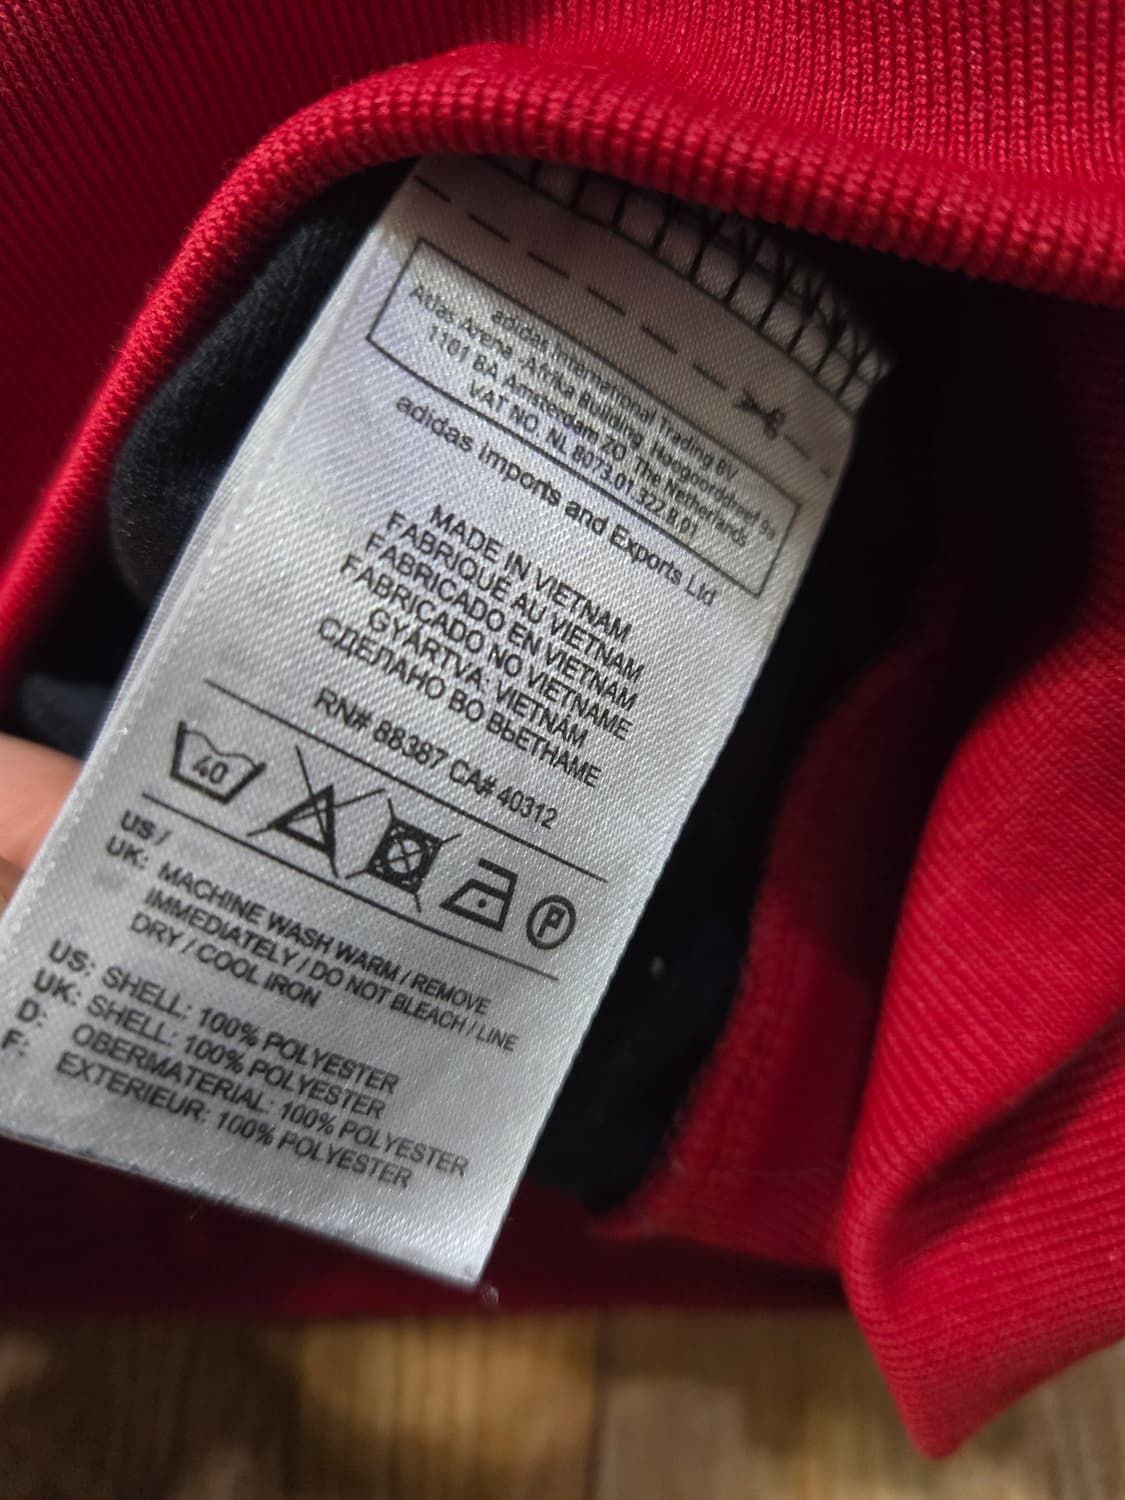 adidas International Trading BV
Atlas Arena -Afrika Building, Hoogoorddreef 9a
1101 BA Amsterdam ZO, The Netherlands
VAT NO. NL 8073.01.322.B.01
adidas Imports and Exports Ltd
MADE IN VIETNAM
FABRIQUÉ AU VIETNAM
FABRICADO EN VIETNAM
FABRICADO NO VIETNAME
GYÁRTVA: VIETNÁM
СДЕЛАНО ВО ВЬЕТНАМЕ
RN# 88387 CA# 40312
40
P
US /
UK: MACHINE WASH WARM / REMOVE
IMMEDIATELY / DO NOT BLEACH / LINE
DRY / COOL IRON
US: SHELL: 100% POLYESTER
UK: SHELL: 100% POLYESTER
D: OBERMATERIAL: 100% POLYESTER
F: EXTERIEUR: 100% POLYESTER